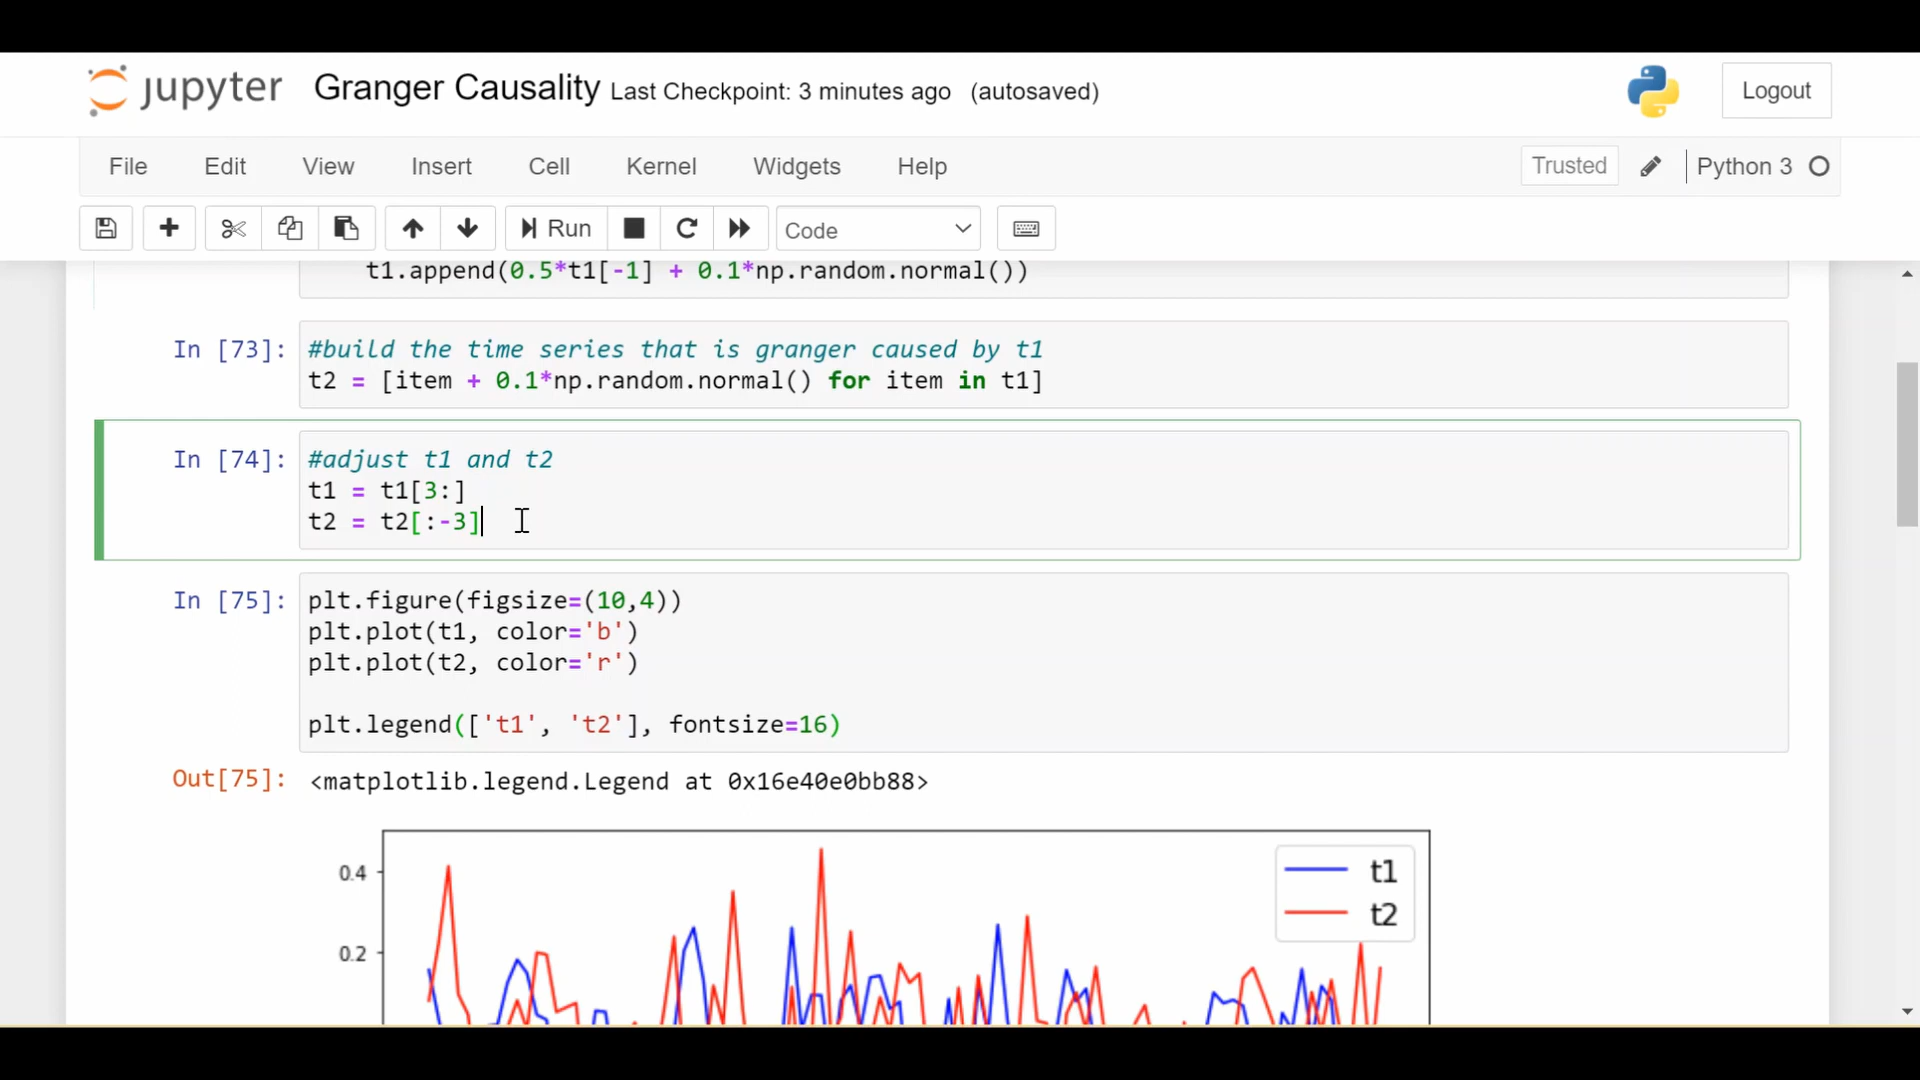 jupyter Granger Causality Last Checkpoint: 3 minutes ago (autosaved) Logout
File Edit View Insert Cell Kernel Widgets Help Trusted Python 3
Run Code
t1.append(0.5*t1[-1] + 0.1*np.random.normal())
In [73]: #build the time series that is granger caused by t1
t2 = [item + 0.1*np.random.normal() for item in t1]
In [74]: #adjust t1 and t2
t1 = t1[3:]
t2 = t2[:-3]
In [75]: plt.figure(figsize=(10,4))
plt.plot(t1, color='b')
plt.plot(t2, color='r')
plt.legend(['t1', 't2'], fontsize=16)
Out[75]: <matplotlib.legend.Legend at 0x16e40e0bb88>
0.4
t1
t2
0.2